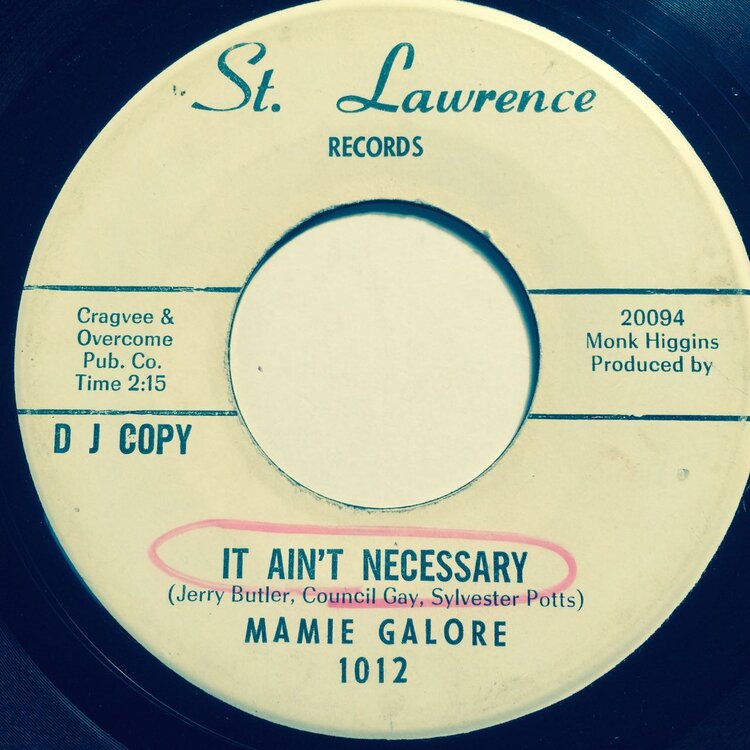 St. Lawrence
RECORDS
Cragvee &
Overcome
Pub. Co.
Time 2:15
20094
Monk Higgins
Produced by
D J COPY
IT AIN'T NECESSARY
(Jerry Butler, Council Gay, Sylvester Potts)
MAMIE GALORE
1012